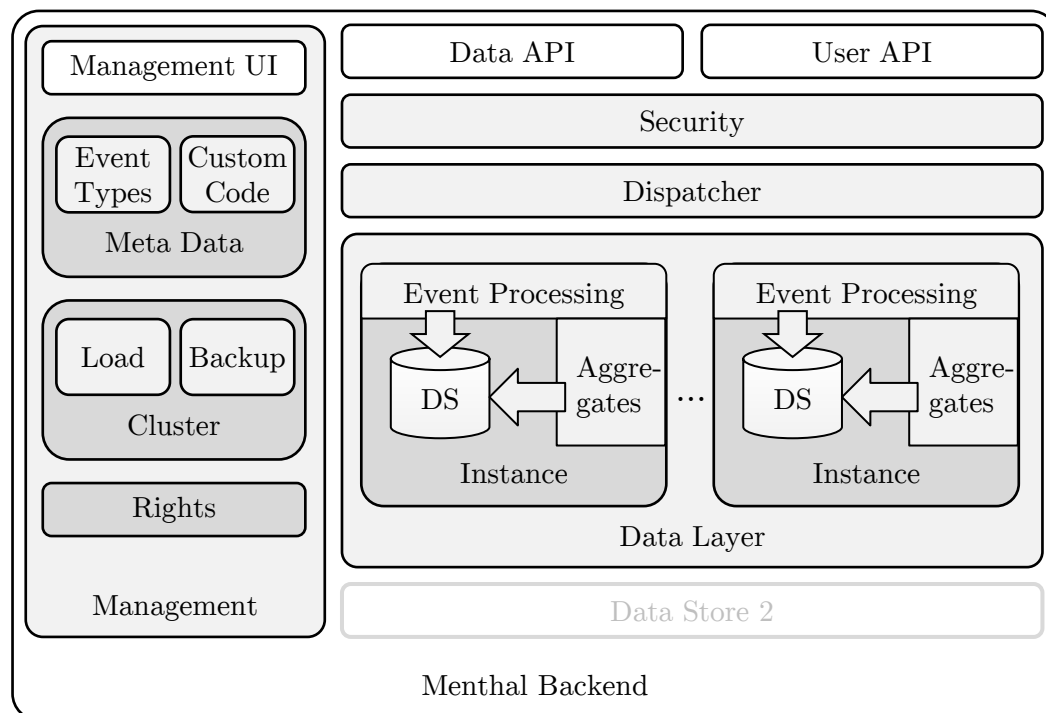 Management UI
Event
Types
Custom
Code
Meta Data
Load
Backup
Cluster
Rights
Management
Data API
User API
Security
Dispatcher
Event Processing
DS
Aggre-
gates
Instance
...
Event Processing
DS
Aggre-
gates
Instance
Data Layer
Data Store 2
Menthal Backend